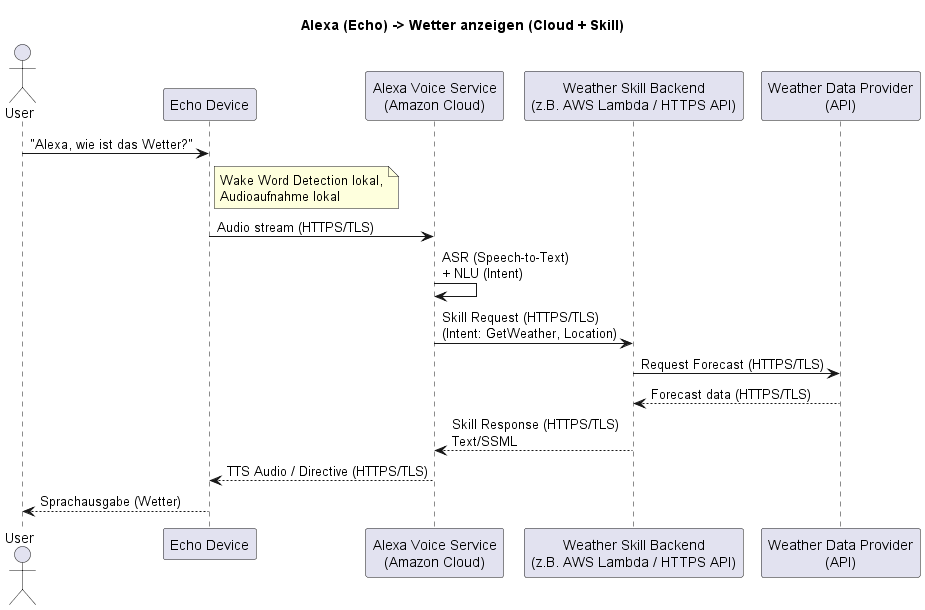 Alexa (Echo) -> Wetter anzeigen (Cloud + Skill)
User
Echo Device
Alexa Voice Service
(Amazon Cloud)
Weather Skill Backend
(z.B. AWS Lambda / HTTPS API)
Weather Data Provider
(API)
"Alexa, wie ist das Wetter?"
Wake Word Detection lokal,
Audioaufnahme lokal
Audio stream (HTTPS/TLS)
ASR (Speech-to-Text)
+ NLU (Intent)
Skill Request (HTTPS/TLS)
(Intent: GetWeather, Location)
Request Forecast (HTTPS/TLS)
Forecast data (HTTPS/TLS)
Skill Response (HTTPS/TLS)
Text/SSML
TTS Audio / Directive (HTTPS/TLS)
Sprachausgabe (Wetter)
User
Echo Device
Alexa Voice Service
(Amazon Cloud)
Weather Skill Backend
(z.B. AWS Lambda / HTTPS API)
Weather Data Provider
(API)